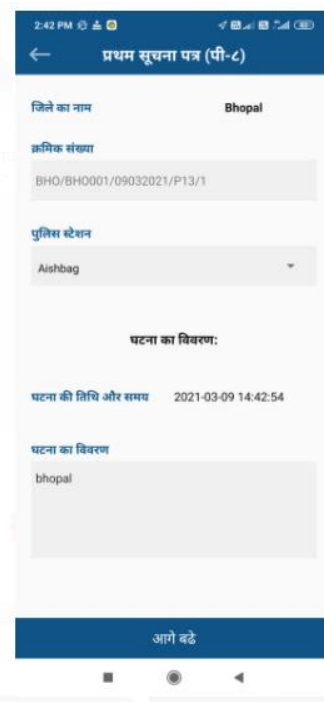 2:42 PM
प्रथम सूचना पत्र (पी-८)
जिले का नाम Bhopal
क्रमिक संख्या
BHO/BHO001/09032021/P13/1
पुलिस स्टेशन
Aishbag
घटना का विवरण:
घटना की तिथि और समय 2021-03-09 14:42:54
घटना का विवरण
bhopal
आगे बढे